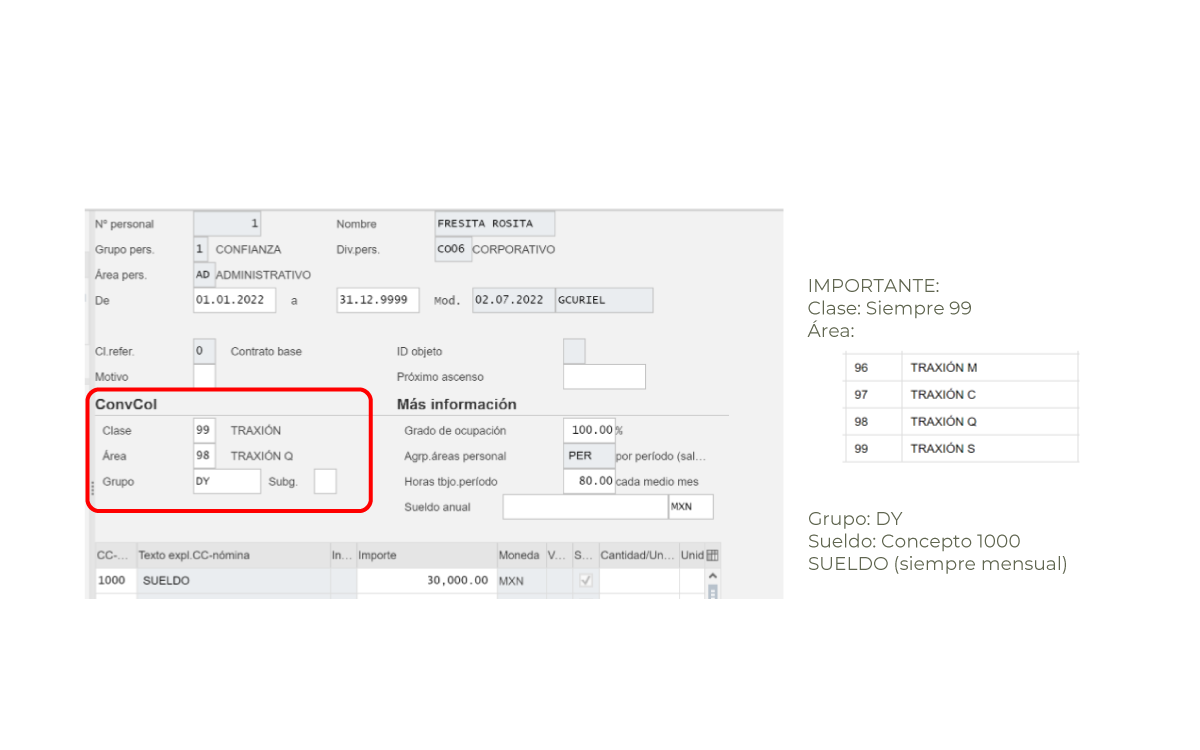 Nº personal 1 Nombre FRESITA ROSITA
Grupo pers. 1 CONFIANZA Div.pers. CO06 CORPORATIVO
Área pers. AD ADMINISTRATIVO
De 01.01.2022 a 31.12.9999 Mod. 02.07.2022 GCURIEL
Cl.refer. 0 Contrato base ID objeto
Motivo Próximo ascenso
ConvCol Más información
Clase 99 TRAXIÓN Grado de ocupación 100.00 %
Área 98 TRAXIÓN Q Agrp.áreas personal PER por período (sal...
Grupo DY Subg. Horas tbjo.período 80.00 cada medio mes
Sueldo anual MXN
CC-... Texto expl.CC-nómina In... Importe Moneda V... S... Cantidad/Un... Unid
1000 SUELDO 30,000.00 MXN
IMPORTANTE:
Clase: Siempre 99
Área:
96 TRAXIÓN M
97 TRAXIÓN C
98 TRAXIÓN Q
99 TRAXIÓN S
Grupo: DY
Sueldo: Concepto 1000
SUELDO (siempre mensual)